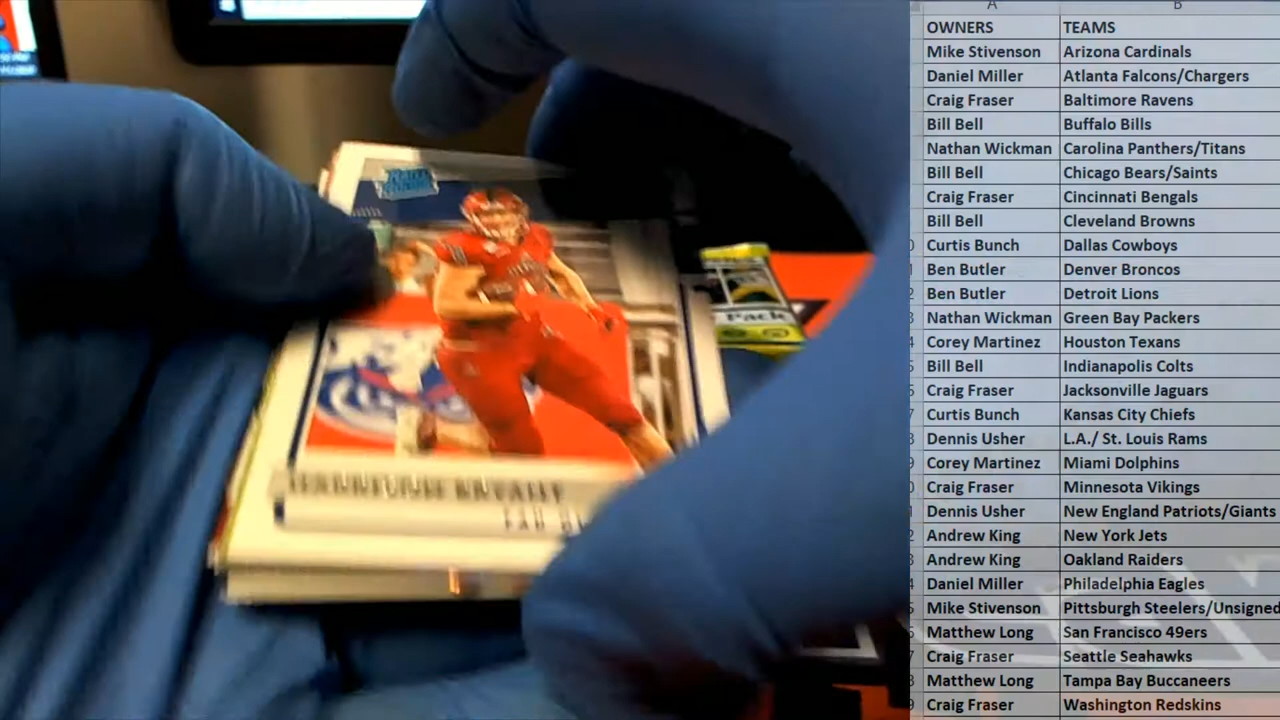 A B
OWNERS TEAMS
Mike Stivenson Arizona Cardinals
Daniel Miller Atlanta Falcons/Chargers
Craig Fraser Baltimore Ravens
Bill Bell Buffalo Bills
Nathan Wickman Carolina Panthers/Titans
Bill Bell Chicago Bears/Saints
Craig Fraser Cincinnati Bengals
Bill Bell Cleveland Browns
Curtis Bunch Dallas Cowboys
Ben Butler Denver Broncos
Ben Butler Detroit Lions
Nathan Wickman Green Bay Packers
Corey Martinez Houston Texans
Bill Bell Indianapolis Colts
Craig Fraser Jacksonville Jaguars
Curtis Bunch Kansas City Chiefs
Dennis Usher L.A./ St. Louis Rams
Corey Martinez Miami Dolphins
Craig Fraser Minnesota Vikings
Dennis Usher New England Patriots/Giants
Andrew King New York Jets
Andrew King Oakland Raiders
Daniel Miller Philadelphia Eagles
Mike Stivenson Pittsburgh Steelers/Unsigned
Matthew Long San Francisco 49ers
Craig Fraser Seattle Seahawks
Matthew Long Tampa Bay Buccaneers
Craig Fraser Washington Redskins
Pack